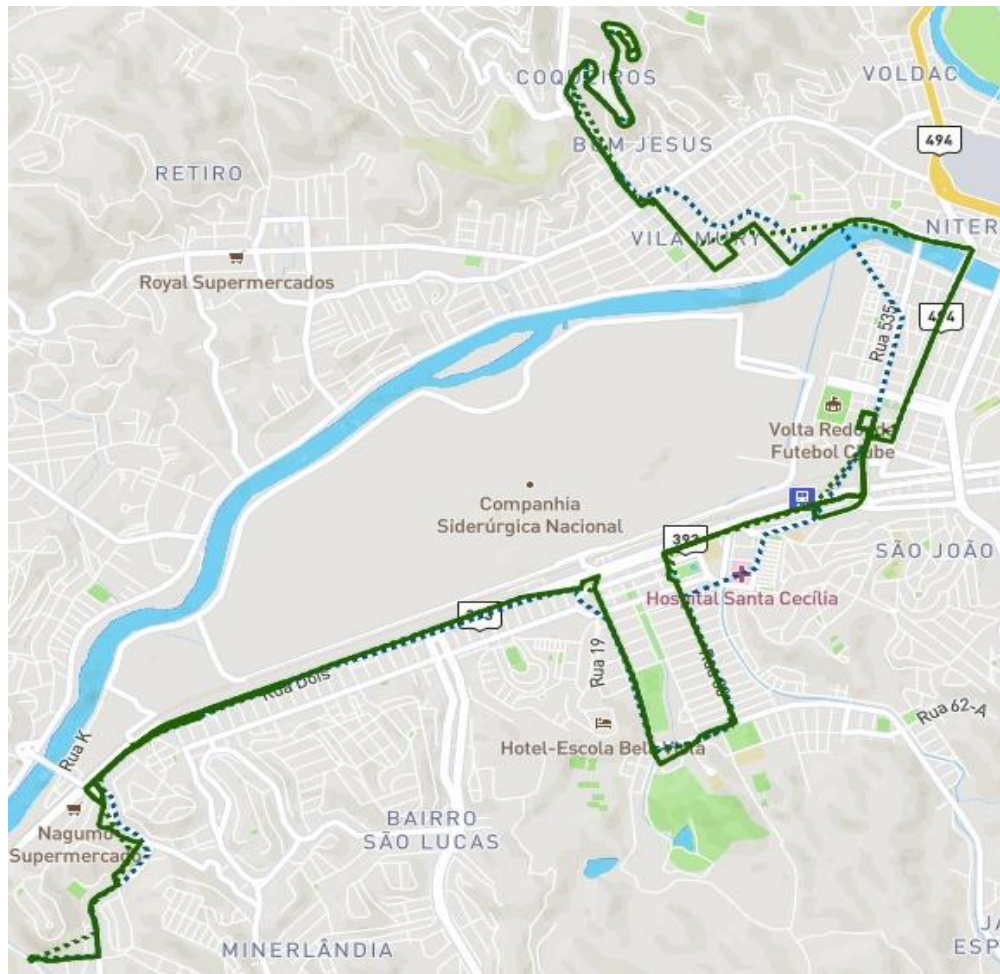 COQUEIROS
VOLDAC
494
BOM JESUS
RETIRO
VILA MURY
NITER
Royal Supermercados
Rua 535
Volta Redonda
Futebol Clube
Companhia
Siderúrgica Nacional
393
SÃO JOÃO
Hospital Santa Cecília
Rua 19
Rua Dois
Rua 62-A
Rua K
Hotel-Escola Bela Vista
BAIRRO
SÃO LUCAS
Nagumo
Supermercado
MINERLÂNDIA
JA
ESP